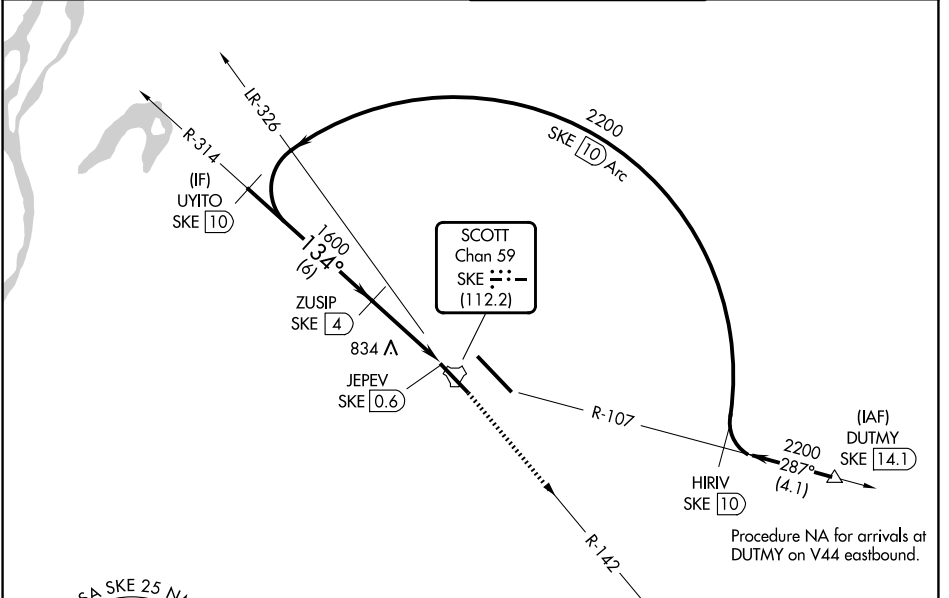 LR-326
R-314
(IF)
UYITO
SKE 10
2200
SKE 10 Arc
1600
134°
(6)
SCOTT
Chan 59
SKE
(112.2)
ZUSIP
SKE 4
834
JEPEV
SKE 0.6
R-107
(IAF)
DUTMY
SKE 14.1
2200
287°
(4.1)
HIRIV
SKE 10
Procedure NA for arrivals at
DUTMY on V44 eastbound.
R-142
SKE 25